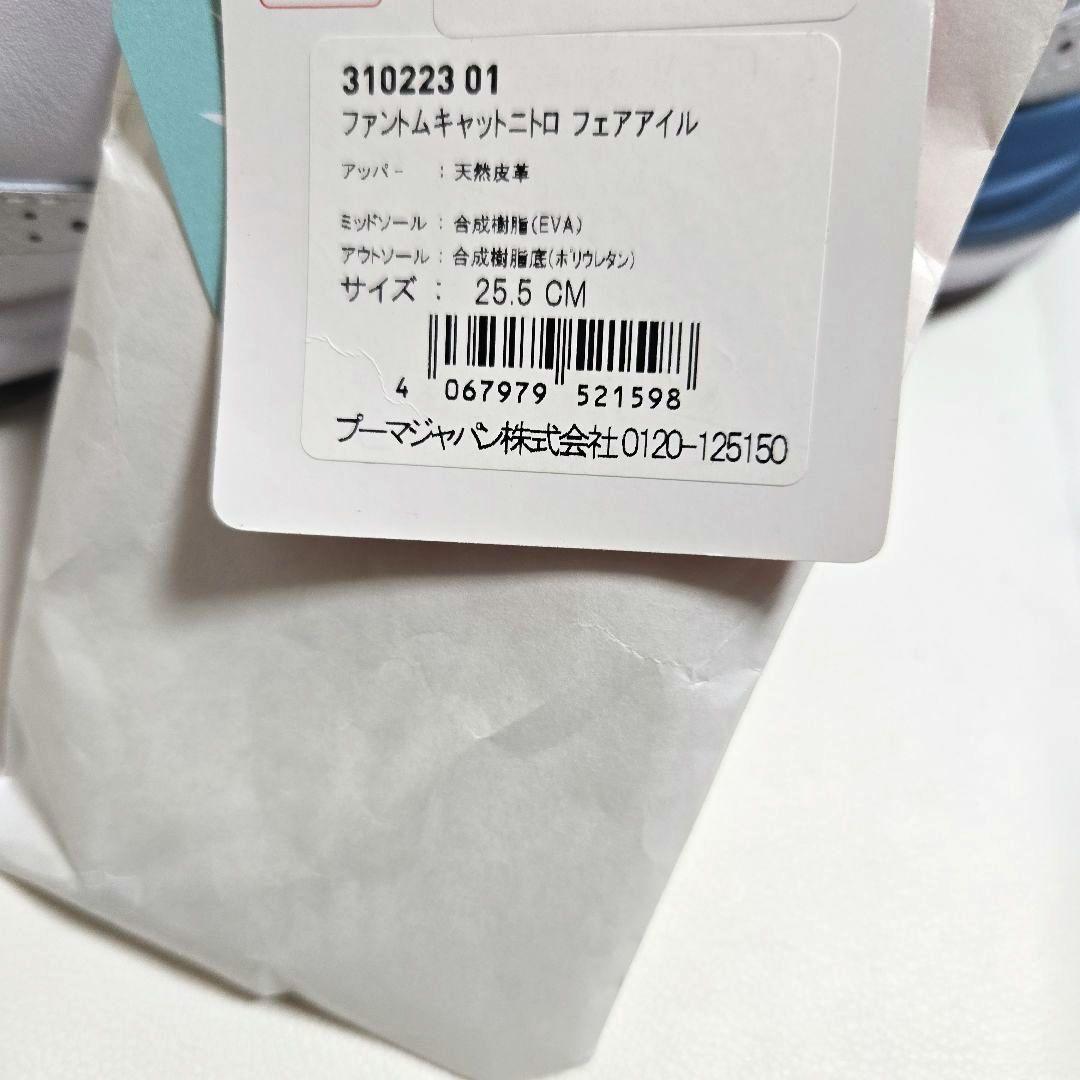 310223 01
ファントムキャットニトロ フェアアイル
アッパー : 天然皮革
ミッドソール : 合成樹脂(EVA)
アウトソール : 合成樹脂底(ポリウレタン)
サイズ : 25.5 CM
4 067979 521598
プーマジャパン株式会社 0120-125150